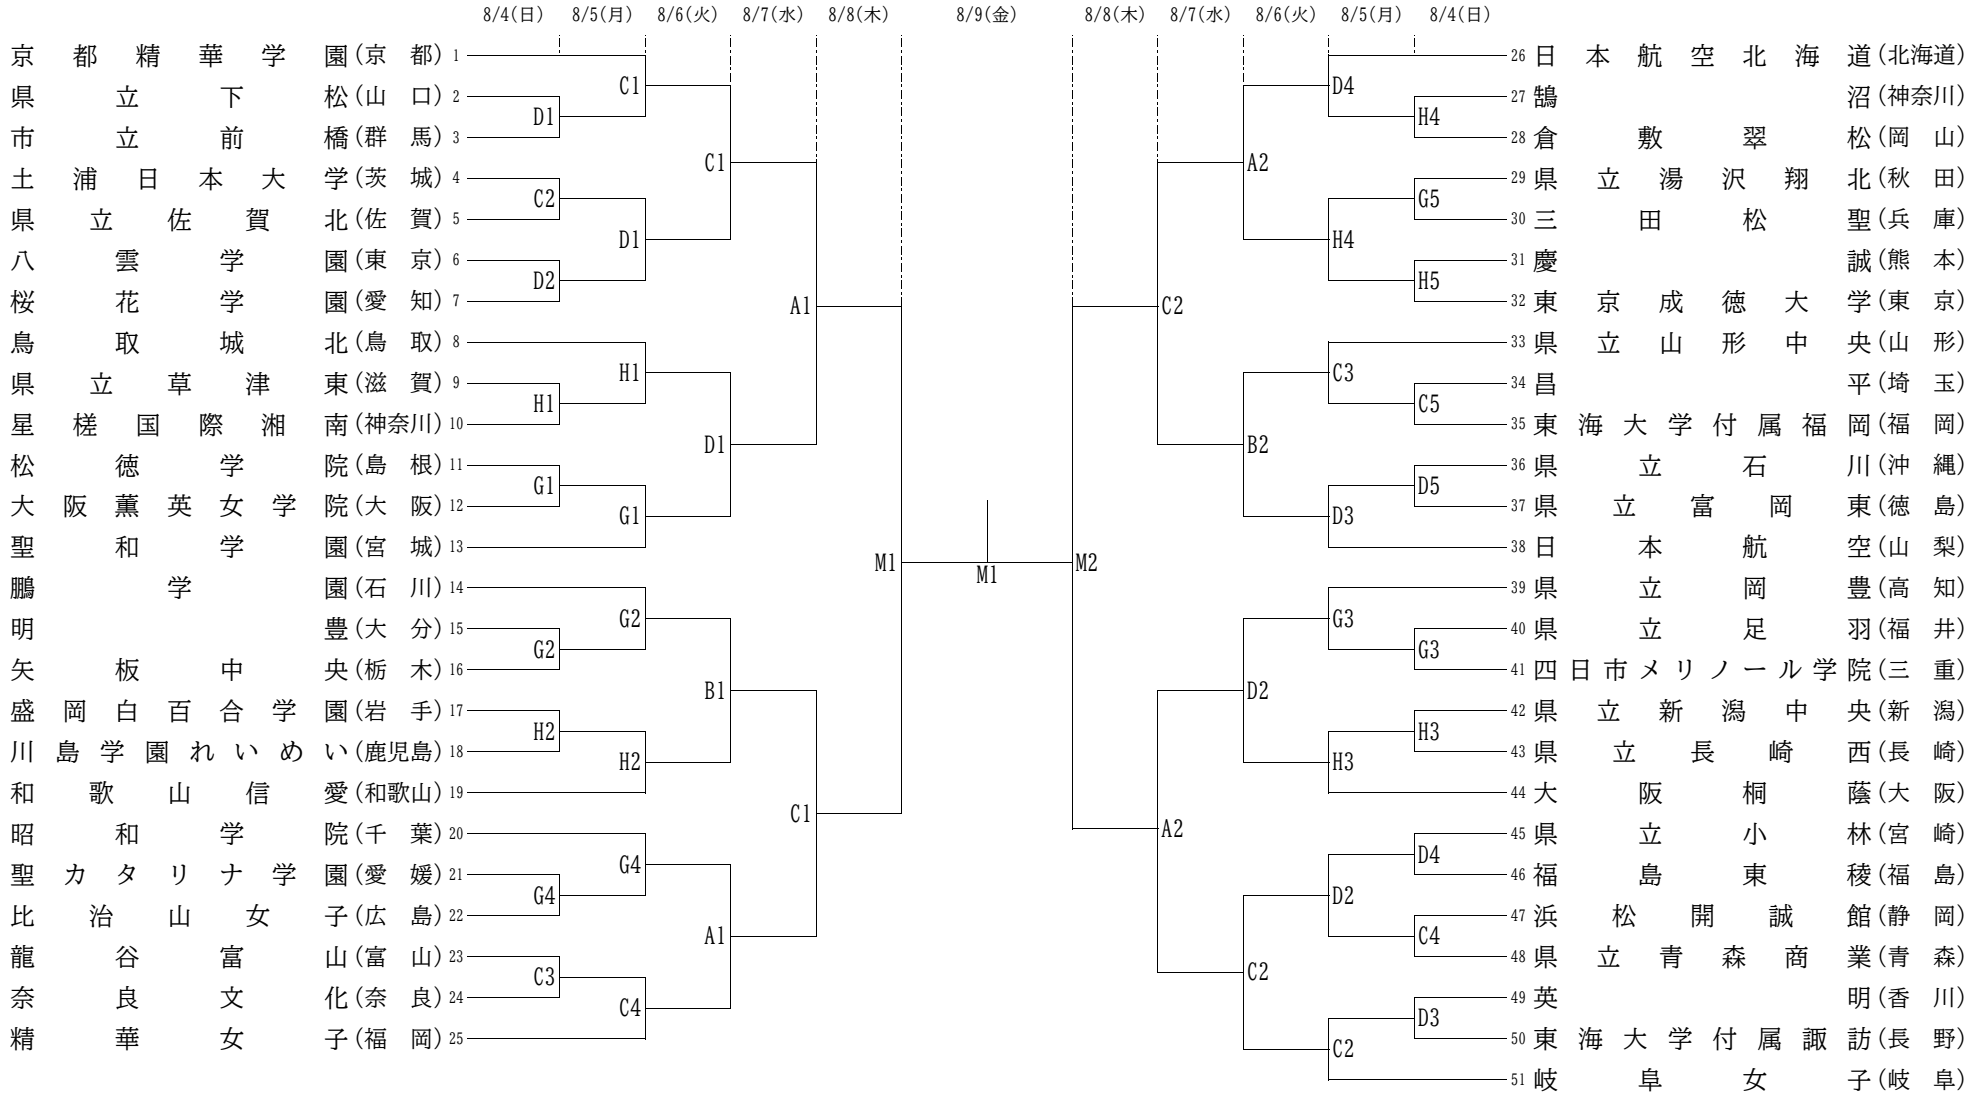 8/4(日) 8/5(月) 8/6(火) 8/7(水) 8/8(木) 8/9(金) 8/8(木) 8/7(水) 8/6(火) 8/5(月) 8/4(日)
京都精華学園(京都) 1
県立下松(山口) 2
市立前橋(群馬) 3
土浦日本大学(茨城) 4
県立佐賀北(佐賀) 5
八雲学園(東京) 6
桜花学園(愛知) 7
鳥取城北(鳥取) 8
県立草津東(滋賀) 9
星槎国際湘南(神奈川) 10
松徳学院(島根) 11
大阪薫英女学院(大阪) 12
聖和学園(宮城) 13
鵬学園(石川) 14
明豊(大分) 15
矢板中央(栃木) 16
盛岡白百合学園(岩手) 17
川島学園れいめい(鹿児島) 18
和歌山信愛(和歌山) 19
昭和学院(千葉) 20
聖カタリナ学園(愛媛) 21
比治山女子(広島) 22
龍谷富山(富山) 23
奈良文化(奈良) 24
精華女子(福岡) 25
D1
C2
D2
H1
G1
G2
H2
G4
C3
C1
D1
H1
G1
G2
H2
G4
C4
C1
D1
B1
A1
A1
C1
M1
M1
M2
C2
A2
A2
B2
D2
C2
D4
H4
C3
D3
G3
H3
D2
C2
H4
G5
H5
C5
D5
G3
H3
D4
C4
D3
26 日本航空北海道(北海道)
27 鵠沼(神奈川)
28 倉敷翠松(岡山)
29 県立湯沢翔北(秋田)
30 三田松聖(兵庫)
31 慶誠(熊本)
32 東京成徳大学(東京)
33 県立山形中央(山形)
34 昌平(埼玉)
35 東海大学付属福岡(福岡)
36 県立石川(沖縄)
37 県立富岡東(徳島)
38 日本航空(山梨)
39 県立岡豊(高知)
40 県立足羽(福井)
41 四日市メリノール学院(三重)
42 県立新潟中央(新潟)
43 県立長崎西(長崎)
44 大阪桐蔭(大阪)
45 県立小林(宮崎)
46 福島東稜(福島)
47 浜松開誠館(静岡)
48 県立青森商業(青森)
49 英明(香川)
50 東海大学付属諏訪(長野)
51 岐阜女子(岐阜)